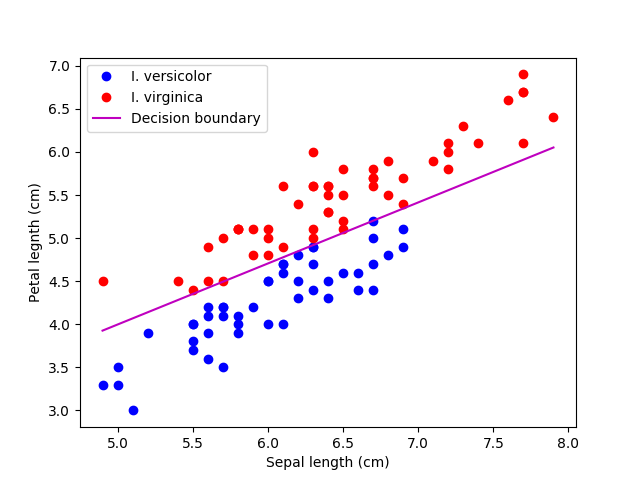 I. versicolor
I. virginica
Decision boundary
7.0
6.5
6.0
5.5
5.0
4.5
4.0
3.5
3.0
Petal legnth (cm)
5.0 5.5 6.0 6.5 7.0 7.5 8.0
Sepal length (cm)